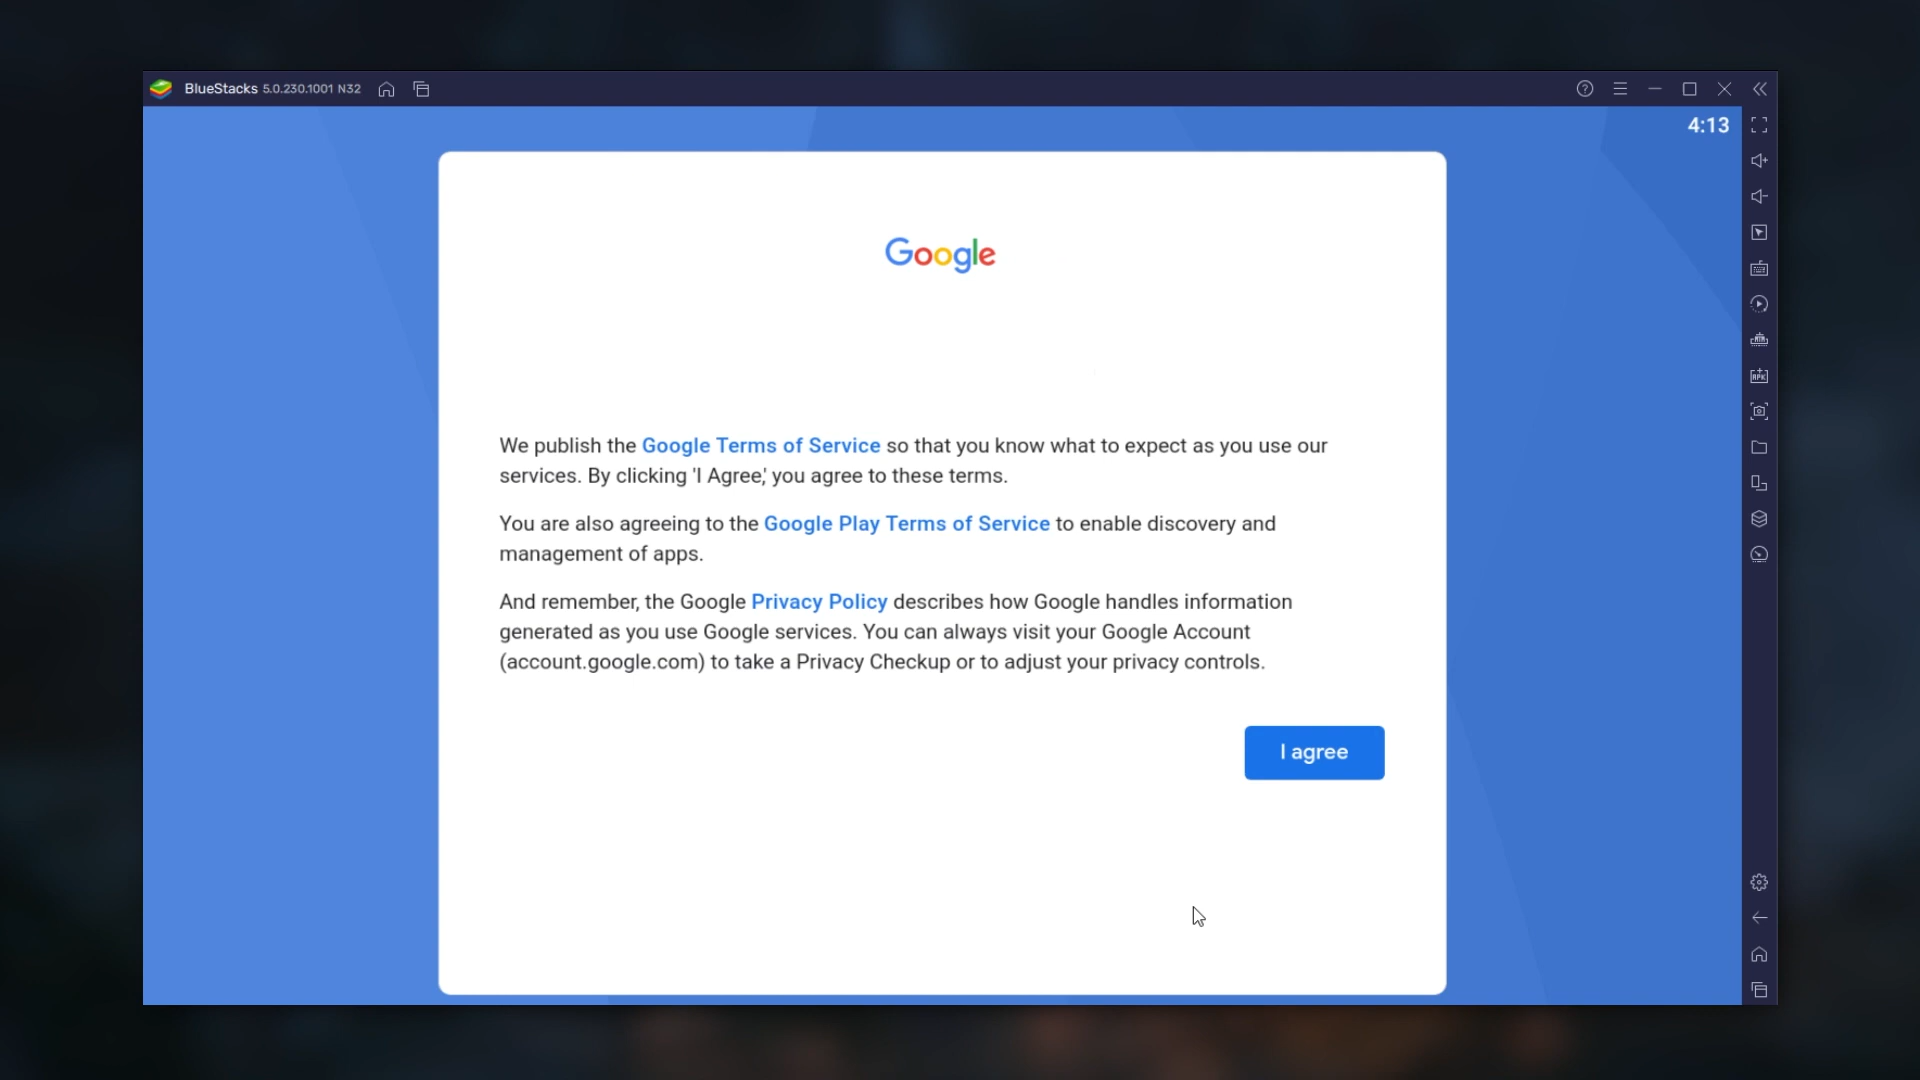 BlueStacks 5.0.230.1001 N32
4:13
Google
We publish the Google Terms of Service so that you know what to expect as you use our
services. By clicking 'I Agree,' you agree to these terms.
You are also agreeing to the Google Play Terms of Service to enable discovery and
management of apps.
And remember, the Google Privacy Policy describes how Google handles information
generated as you use Google services. You can always visit your Google Account
(account.google.com) to take a Privacy Checkup or to adjust your privacy controls.
I agree
APK